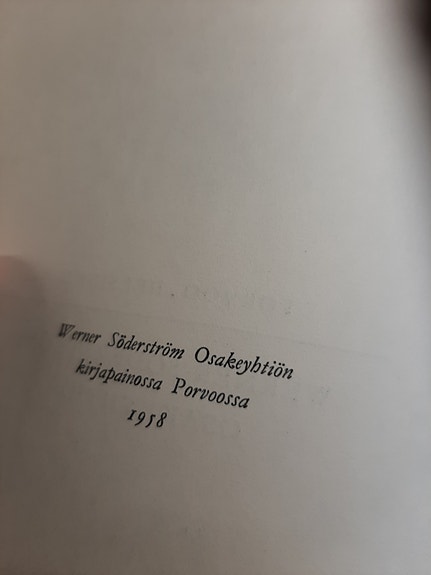 Werner Söderström Osakeyhtiön
kirjapainossa Porvoossa
1958